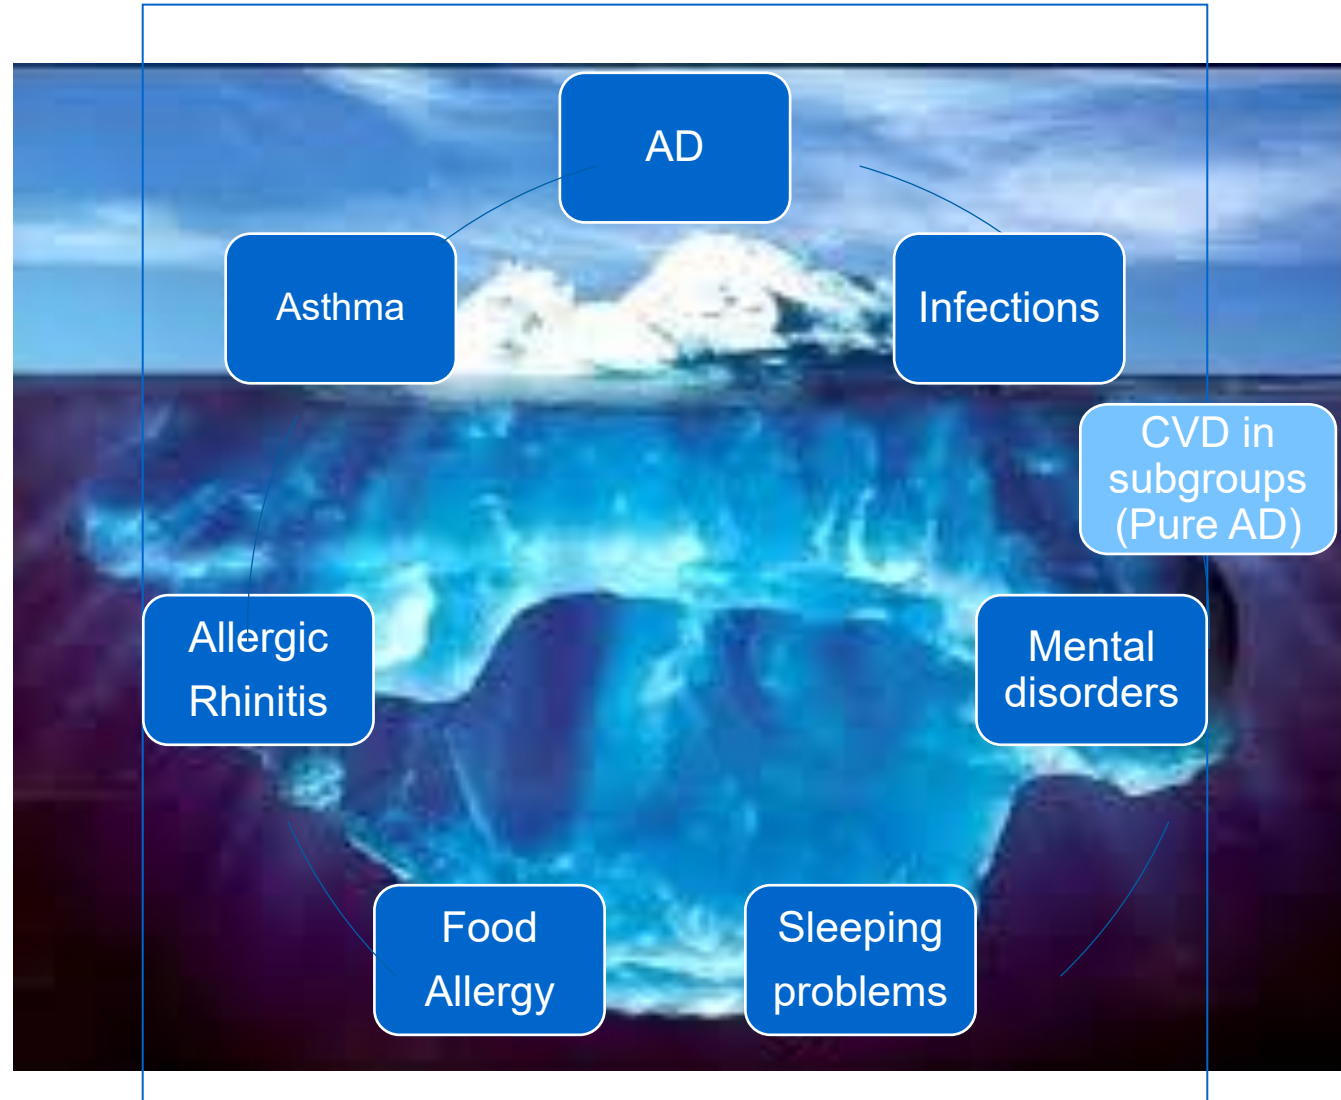 AD
Asthma
Infections
CVD in
subgroups
(Pure AD)
Allergic
Rhinitis
Mental
disorders
Food
Allergy
Sleeping
problems